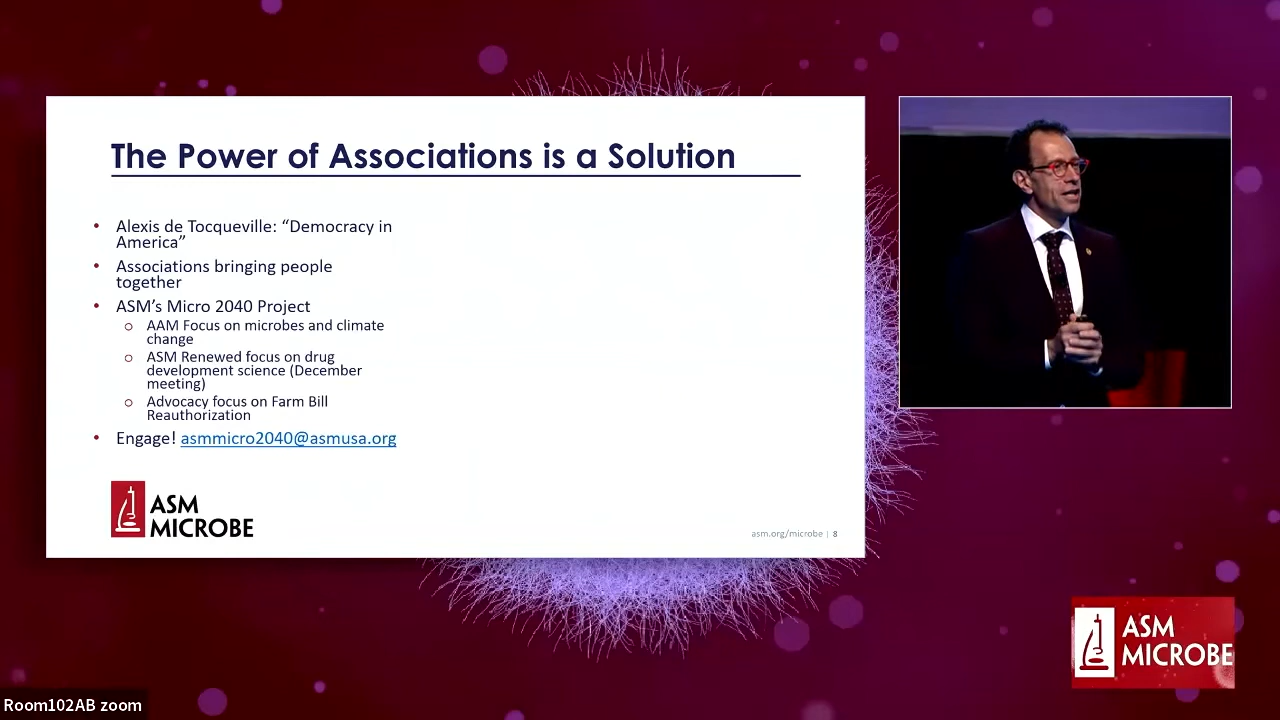 The Power of Associations is a Solution
• Alexis de Tocqueville: “Democracy in
America”
• Associations bringing people
together
• ASM’s Micro 2040 Project
o AAM Focus on microbes and climate
change
o ASM Renewed focus on drug
development science (December
meeting)
o Advocacy focus on Farm Bill
Reauthorization
• Engage! asmmicro2040@asmusa.org
ASM
MICROBE
asm.org/microbe | 8
ASM
MICROBE
Room102AB zoom